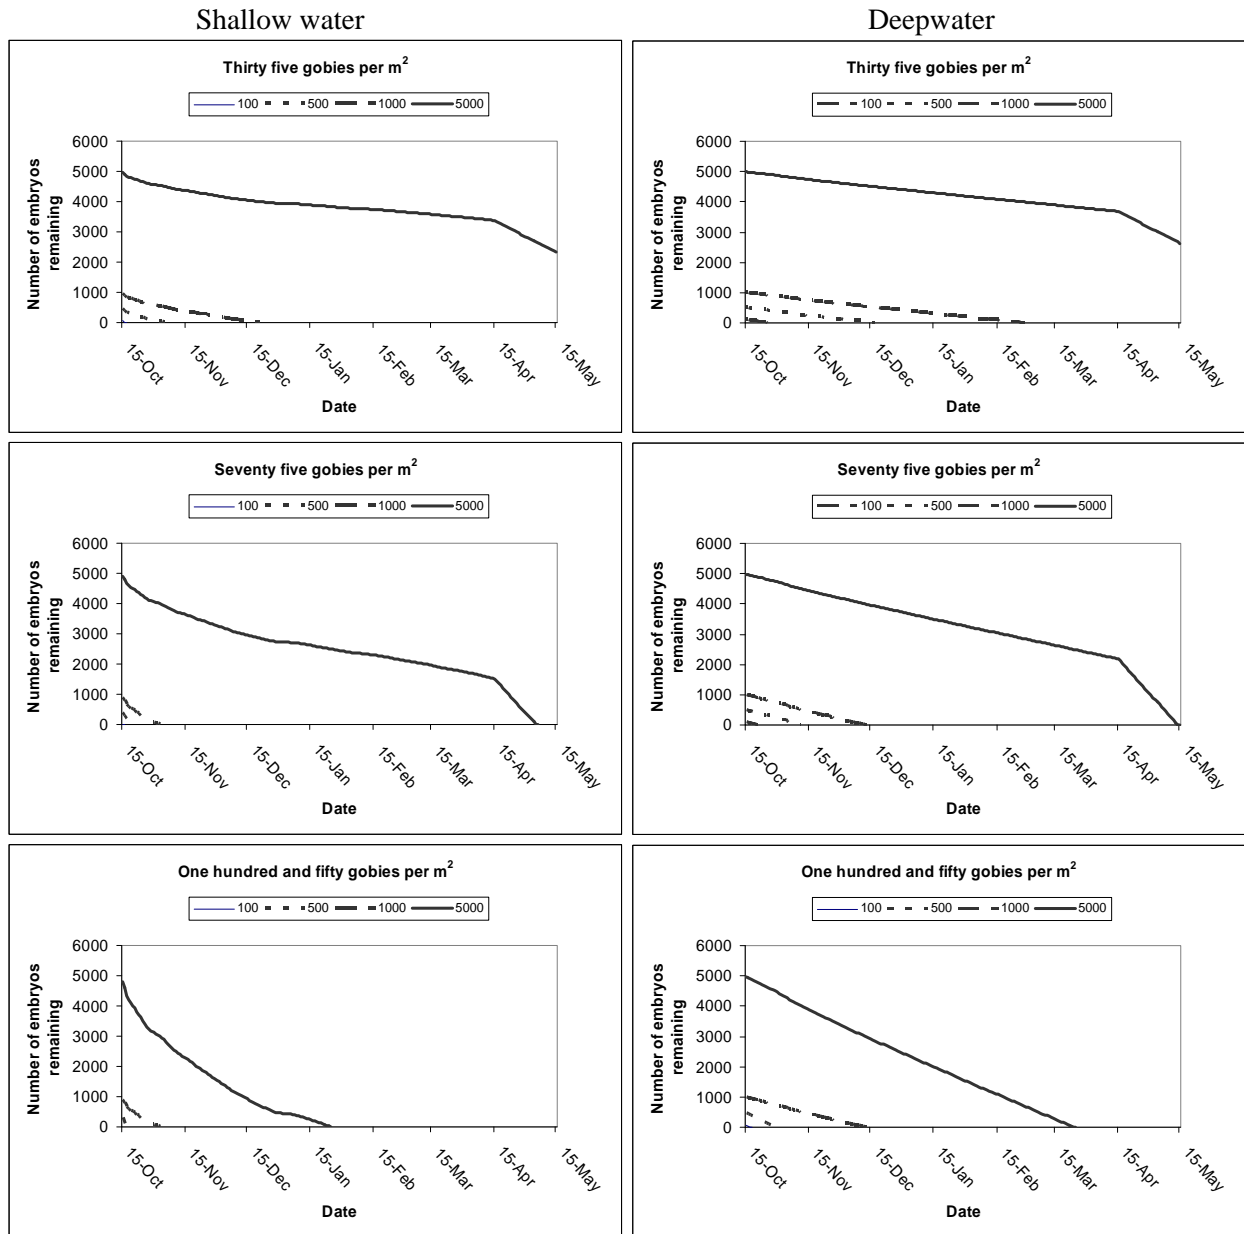 Shallow water
Deepwater
Thirty five gobies per m²
100 500 1000 5000
Number of embryos
remaining
6000
5000
4000
3000
2000
1000
0
15-Oct 15-Nov 15-Dec 15-Jan 15-Feb 15-Mar 15-Apr 15-May
Date
Thirty five gobies per m²
100 500 1000 5000
Number of embryos
remaining
6000
5000
4000
3000
2000
1000
0
15-Oct 15-Nov 15-Dec 15-Jan 15-Feb 15-Mar 15-Apr 15-May
Date
Seventy five gobies per m²
100 500 1000 5000
Number of embryos
remaining
6000
5000
4000
3000
2000
1000
0
15-Oct 15-Nov 15-Dec 15-Jan 15-Feb 15-Mar 15-Apr 15-May
Date
Seventy five gobies per m²
100 500 1000 5000
Number of embryos
remaining
6000
5000
4000
3000
2000
1000
0
15-Oct 15-Nov 15-Dec 15-Jan 15-Feb 15-Mar 15-Apr 15-May
Date
One hundred and fifty gobies per m²
100 500 1000 5000
Number of embryos
remaining
6000
5000
4000
3000
2000
1000
0
15-Oct 15-Nov 15-Dec 15-Jan 15-Feb 15-Mar 15-Apr 15-May
Date
One hundred and fifty gobies per m²
100 500 1000 5000
Number of embryos
remaining
6000
5000
4000
3000
2000
1000
0
15-Oct 15-Nov 15-Dec 15-Jan 15-Feb 15-Mar 15-Apr 15-May
Date